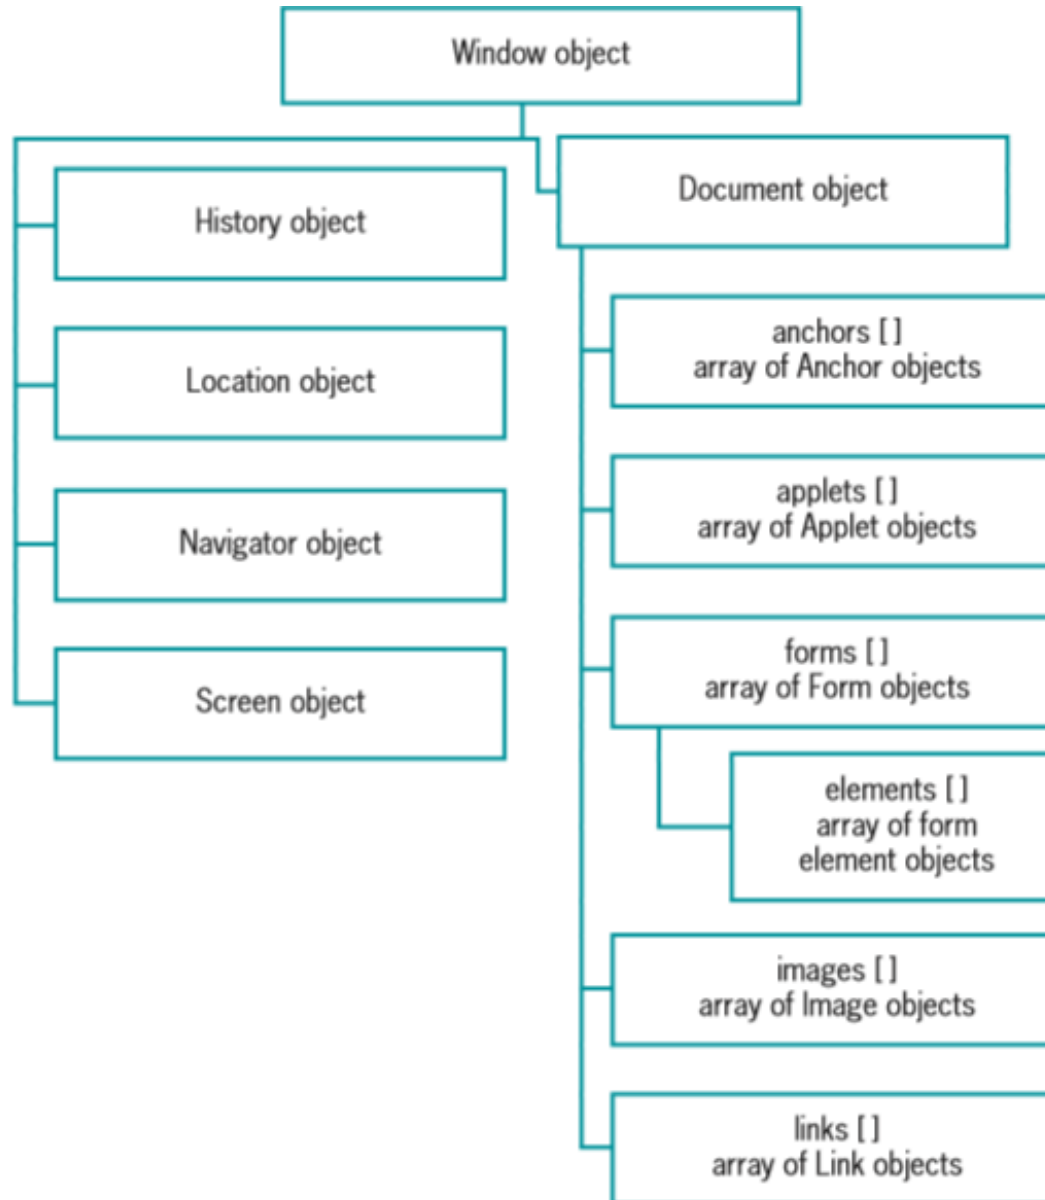 Window object
History object
Location object
Navigator object
Screen object
Document object
anchors [ ]
array of Anchor objects
applets [ ]
array of Applet objects
forms [ ]
array of Form objects
elements [ ]
array of form
element objects
images [ ]
array of Image objects
links [ ]
array of Link objects